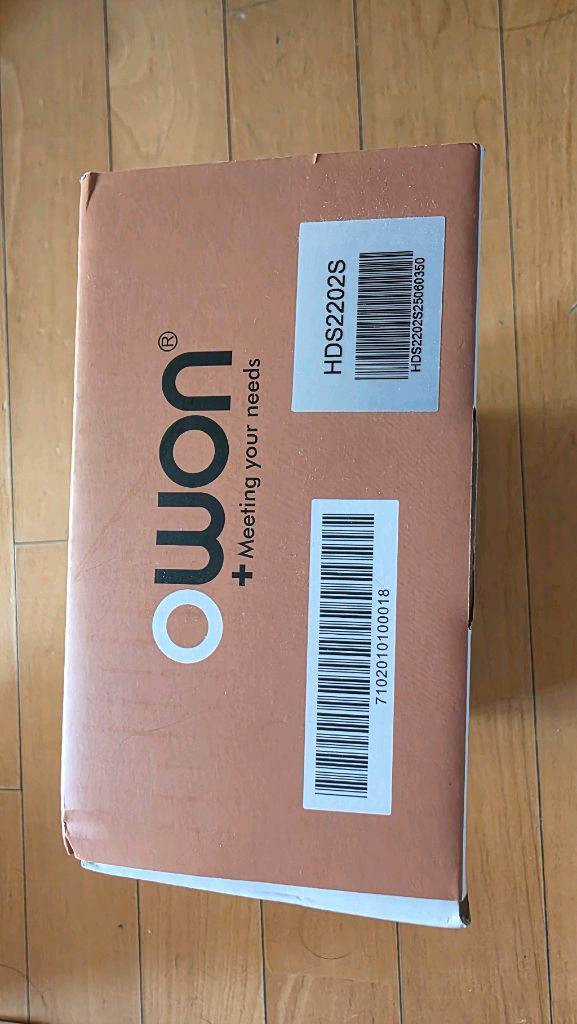 owon®
+ Meeting your needs
7102010100018
HDS2202S
HDS2202S25060350